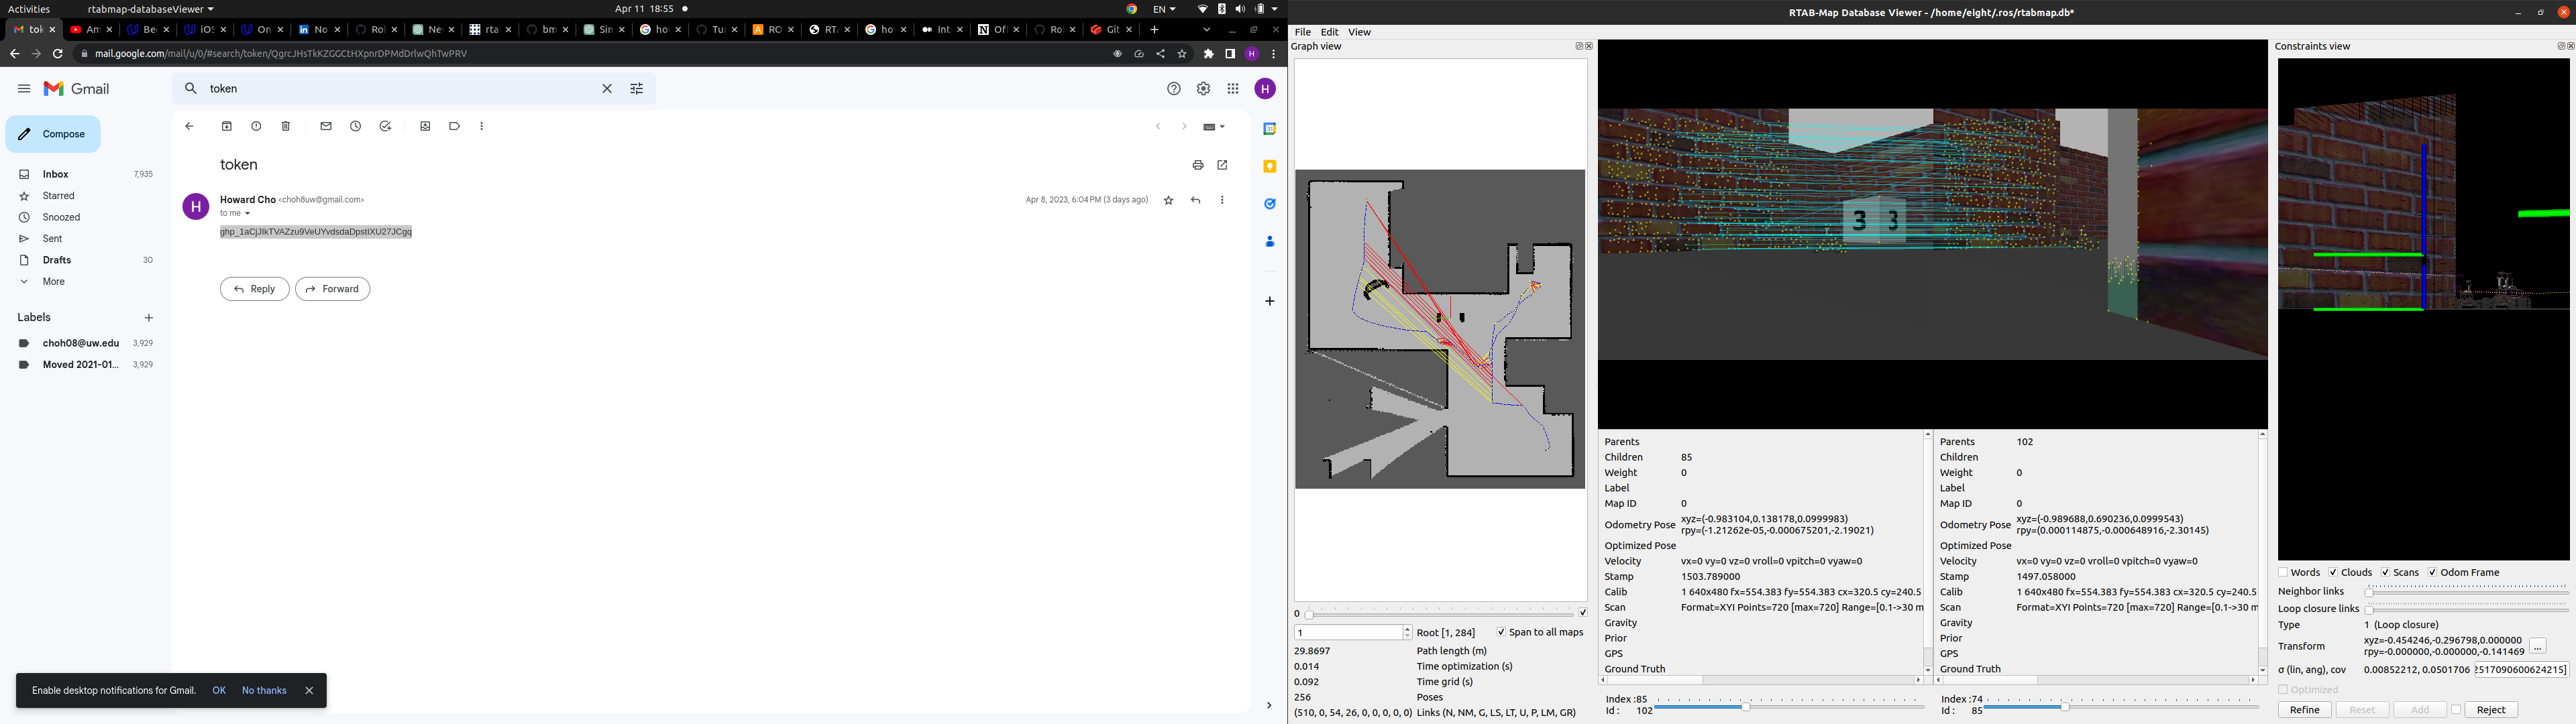 Activities
rtabmap-databaseViewer
Apr 11 18:55
EN
tok
Am
Bee
iOS
On
No
Rol
Ne
rta
bm
Sin
hov
Tur
RO
RTA
hov
Int
Off
Rol
Git
mail.google.com/mail/u/0/#search/token/QgrcJHsTkKZGGCtHXpnrDPMdDrlwQhTwPRV
Gmail
token
Compose
Inbox 7,935
Starred
Snoozed
Sent
Drafts 30
More
Labels
choh08@uw.edu 3,929
Moved 2021-01... 3,929
token
Howard Cho <choh8uw@gmail.com>
Apr 8, 2023, 6:04 PM (3 days ago)
to me
Reply
Forward
Enable desktop notifications for Gmail. OK No thanks
RTAB-Map Database Viewer - /home/eight/.ros/rtabmap.db*
File Edit View
Graph view
0
1 Root [1, 284] Span to all maps
29.8697 Path length (m)
0.014 Time optimization (s)
0.092 Time grid (s)
256 Poses
(510, 0, 54, 26, 0, 0, 0, 0, 0) Links (N, NM, G, LS, LT, U, P, LM, GR)
3 3
Parents
Children 85
Weight 0
Label
Map ID 0
Odometry Pose xyz=(-0.983104,0.138178,0.0999983)
rpy=(-1.21262e-05,-0.000675201,-2.19021)
Optimized Pose
Velocity vx=0 vy=0 vz=0 vroll=0 vpitch=0 vyaw=0
Stamp 1503.789000
Calib 1 640x480 fx=554.383 fy=554.383 cx=320.5 cy=240.5
Scan Format=XYI Points=720 [max=720] Range=[0.1->30 m
Gravity
Prior
GPS
Ground Truth
Index :85
Id : 102
Parents 102
Children
Weight 0
Label
Map ID 0
Odometry Pose xyz=(-0.989688,0.690236,0.0999543)
rpy=(0.000114875,-0.000648916,-2.30145)
Optimized Pose
Velocity vx=0 vy=0 vz=0 vroll=0 vpitch=0 vyaw=0
Stamp 1497.058000
Calib 1 640x480 fx=554.383 fy=554.383 cx=320.5 cy=240.5
Scan Format=XYI Points=720 [max=720] Range=[0.1->30 m
Gravity
Prior
GPS
Ground Truth
Index :74
Id : 85
Constraints view
Words Clouds Scans Odom Frame
Neighbor links
Loop closure links
Type 1 (Loop closure)
Transform xyz=-0.454246,-0.296798,0.000000
rpy=-0.000000,-0.000000,-0.141469
...
σ (lin, ang), cov 0.00852212, 0.0501706 2517090600624215]
Optimized
Refine Reset Add Reject